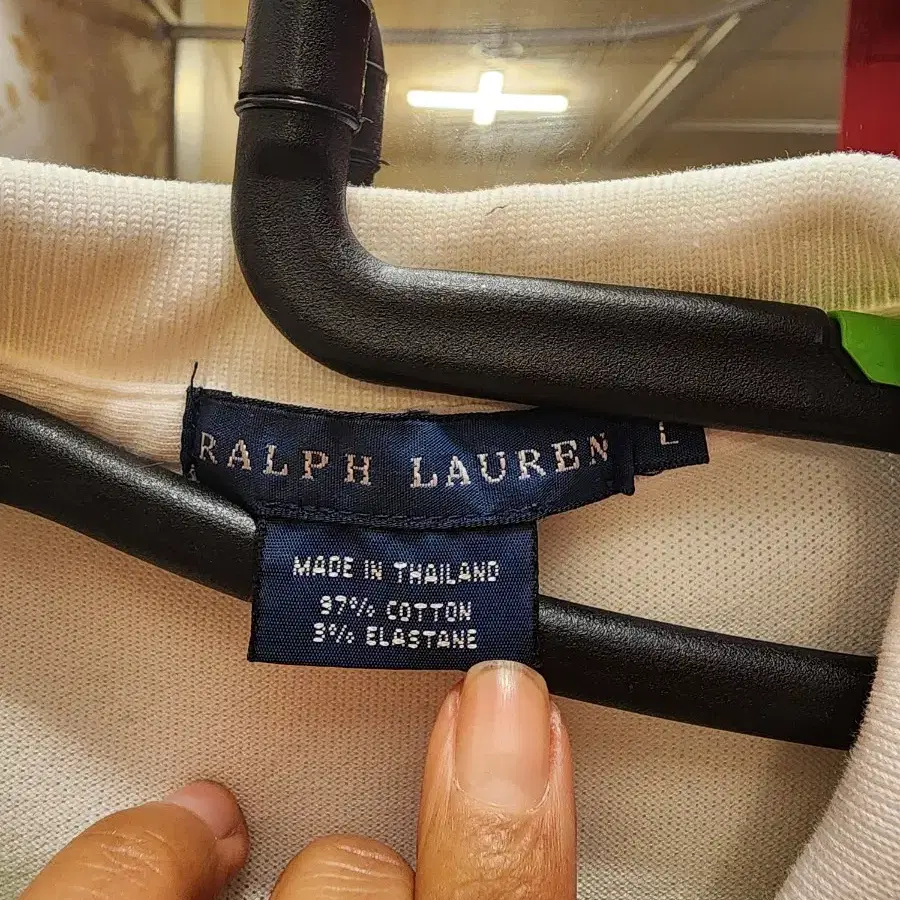 RALPH LAUREN
L
MADE IN THAILAND
97% COTTON
3% ELASTANE